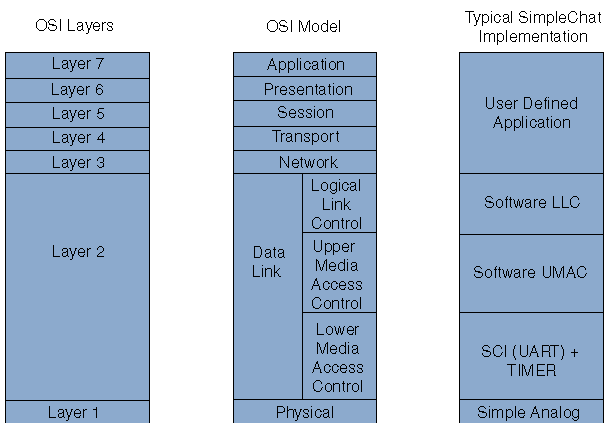 OSI Layers
Layer 7
Layer 6
Layer 5
Layer 4
Layer 3
Layer 2
Layer 1
OSI Model
Application
Presentation
Session
Transport
Network
Data
Link
Logical
Link
Control
Upper
Media
Access
Control
Lower
Media
Access
Control
Physical
Typical SimpleChat
Implementation
User Defined
Application
Software LLC
Software UMAC
SCI (UART) +
TIMER
Simple Analog